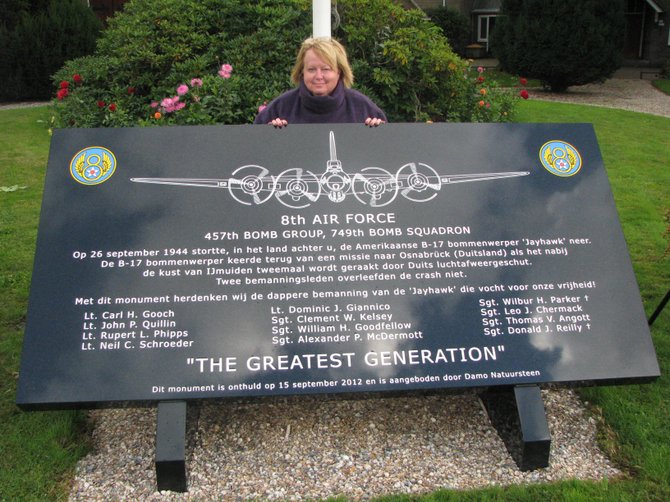 8th AIR FORCE
457th BOMB GROUP, 749th BOMB SQUADRON
Op 26 september 1944 stortte, in het land achter u, de Amerikaanse B-17 bommenwerper 'Jayhawk' neer.
De B-17 bommenwerper keerde terug van een missie naar Osnabrück (Duitsland) als het nabij
de kust van IJmuiden tweemaal wordt geraakt door Duits luchtafweergeschut.
Twee bemanningsleden overleefden de crash niet.
Met dit monument herdenken wij de dappere bemanning van de 'Jayhawk' die vocht voor onze vrijheid!
Lt. Carl H. Gooch
Lt. John P. Quillin
Lt. Rupert L. Phipps
Lt. Neil C. Schroeder
Lt. Dominic J. Giannico
Sgt. Clement W. Kelsey
Sgt. William H. Goodfellow
Sgt. Alexander P. McDermott
Sgt. Wilbur H. Parker †
Sgt. Leo J. Chermack
Sgt. Thomas V. Angott
Sgt. Donald J. Reilly †
"THE GREATEST GENERATION"
Dit monument is onthuld op 15 september 2012 en is aangeboden door Damo Natuursteen